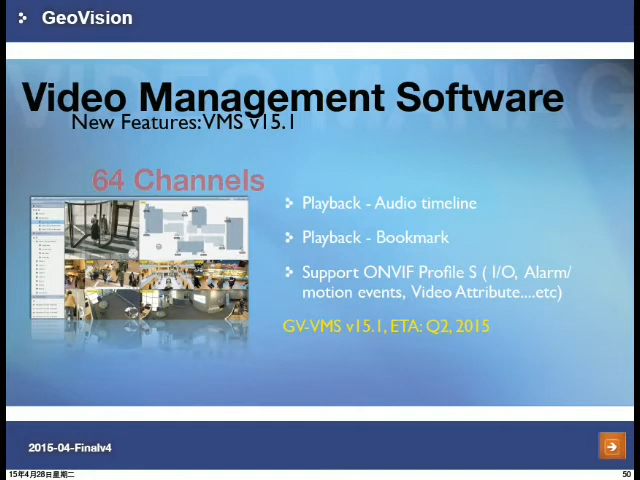 GeoVision
Video Management Software
New Features: VMS v15.1
64 Channels
Playback - Audio timeline
Playback - Bookmark
Support ONVIF Profile S ( I/O, Alarm/
motion events, Video Attribute....etc)
GV-VMS v15.1, ETA: Q2, 2015
2015-04-Finalv4
15年4月28日星期二
50